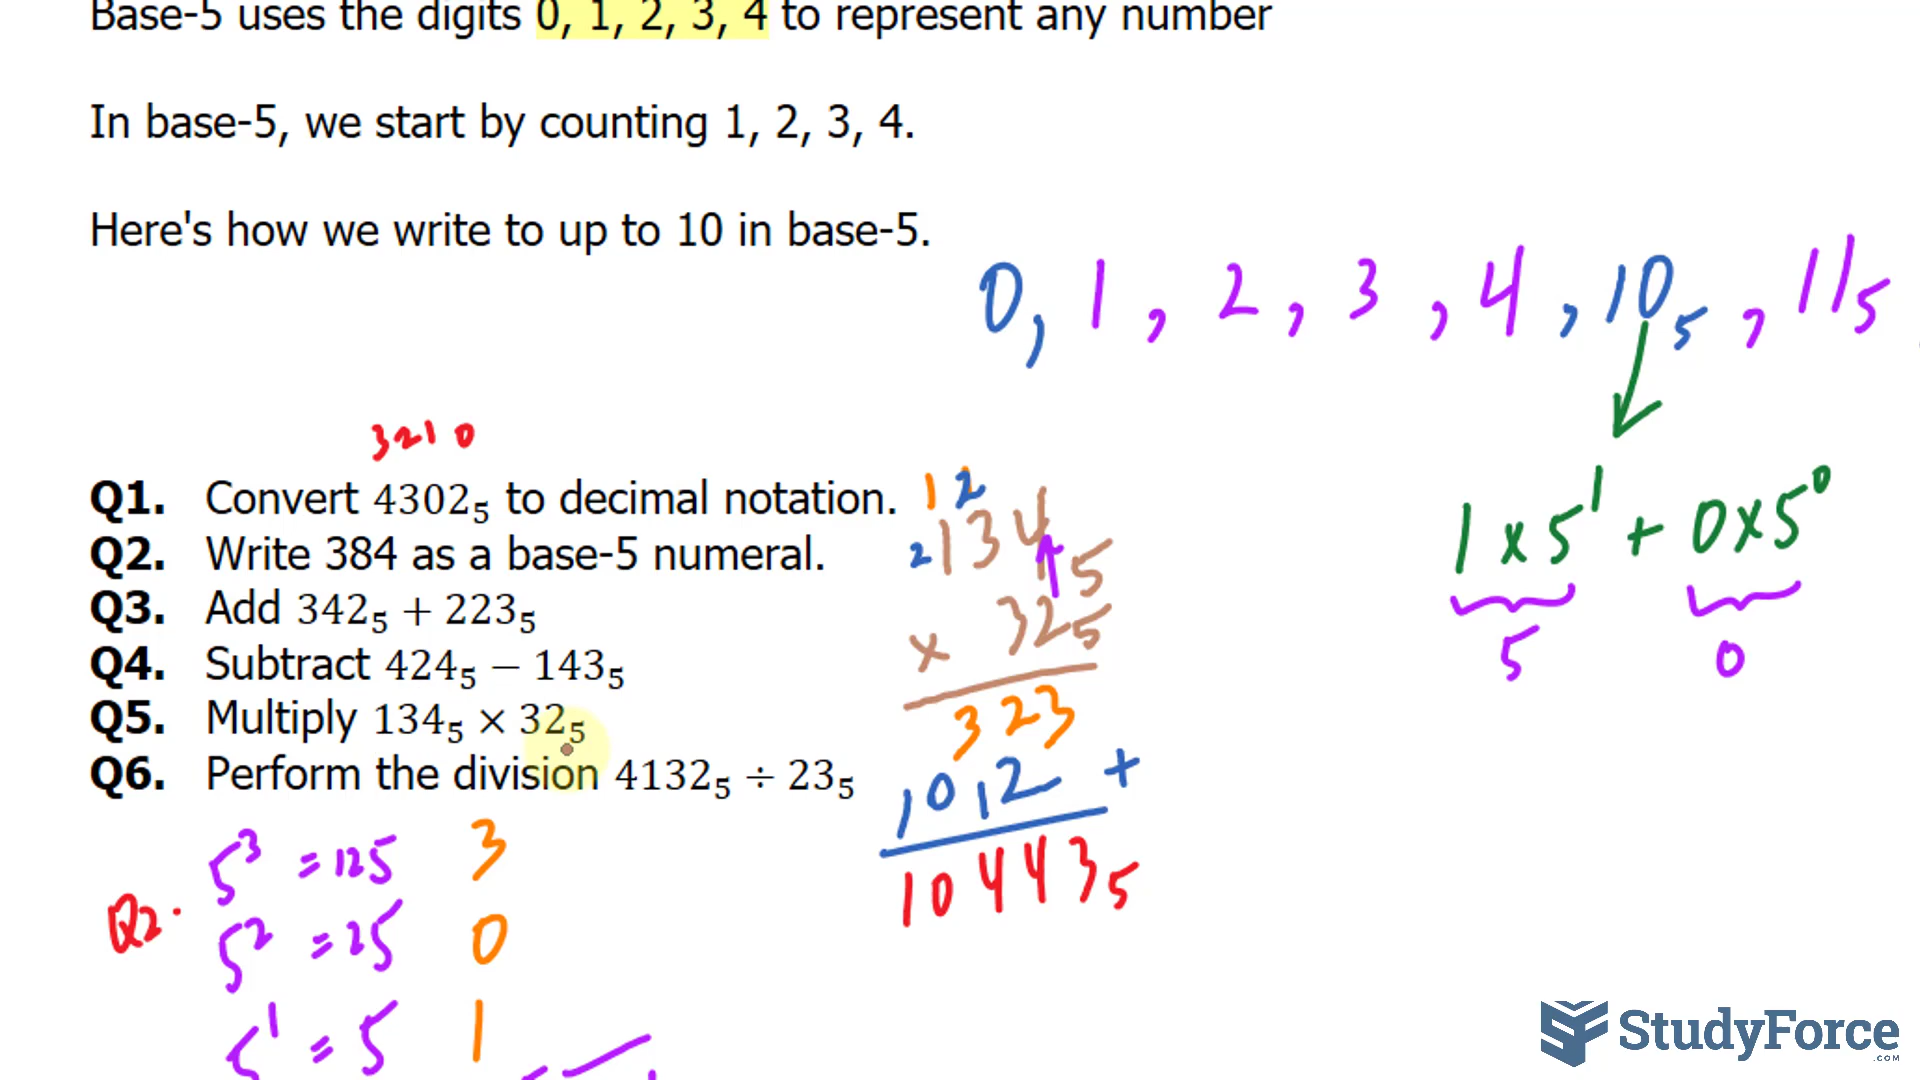 Base-5 uses the digits 0, 1, 2, 3, 4 to represent any number
In base-5, we start by counting 1, 2, 3, 4.
Here's how we write to up to 10 in base-5.
0, 1, 2, 3, 4, 10₅, 11₅
3 2 1 0
Q1. Convert 4302₅ to decimal notation.
Q2. Write 384 as a base-5 numeral.
Q3. Add 342₅ + 223₅
Q4. Subtract 424₅ − 143₅
Q5. Multiply 134₅ × 32₅
Q6. Perform the division 4132₅ ÷ 23₅
1 2
2 134₅
× 32₅
323
1012 +
10443₅
1 × 5¹ + 0 × 5⁰
5 0
Q2. 5³ = 125 3
5² = 25 0
5¹ = 5 1
StudyForce
.COM